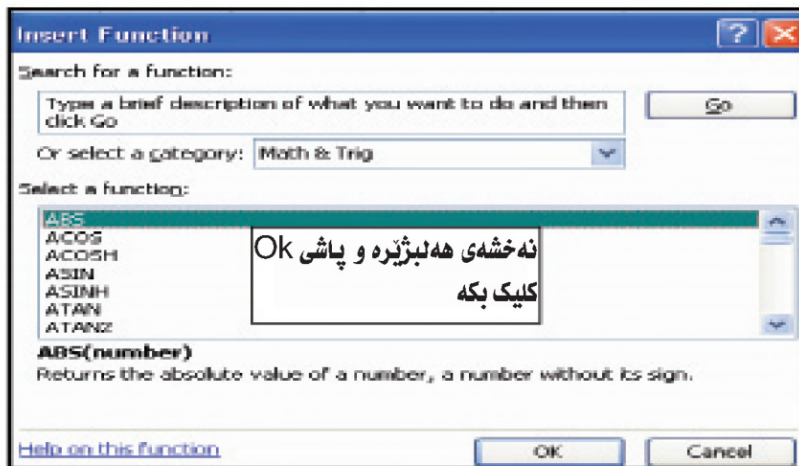 Insert Function
Search for a function:
Type a brief description of what you want to do and then
click Go
Go
Or select a category: Math & Trig
Select a function:
ABS
ACOS
ACOSH
ASIN
ASINH
ATAN
ATAN2
نەخشەی هەلبژێرە و پاشی Ok
کلیک بکە
ABS(number)
Returns the absolute value of a number, a number without its sign.
Help on this function
OK
Cancel